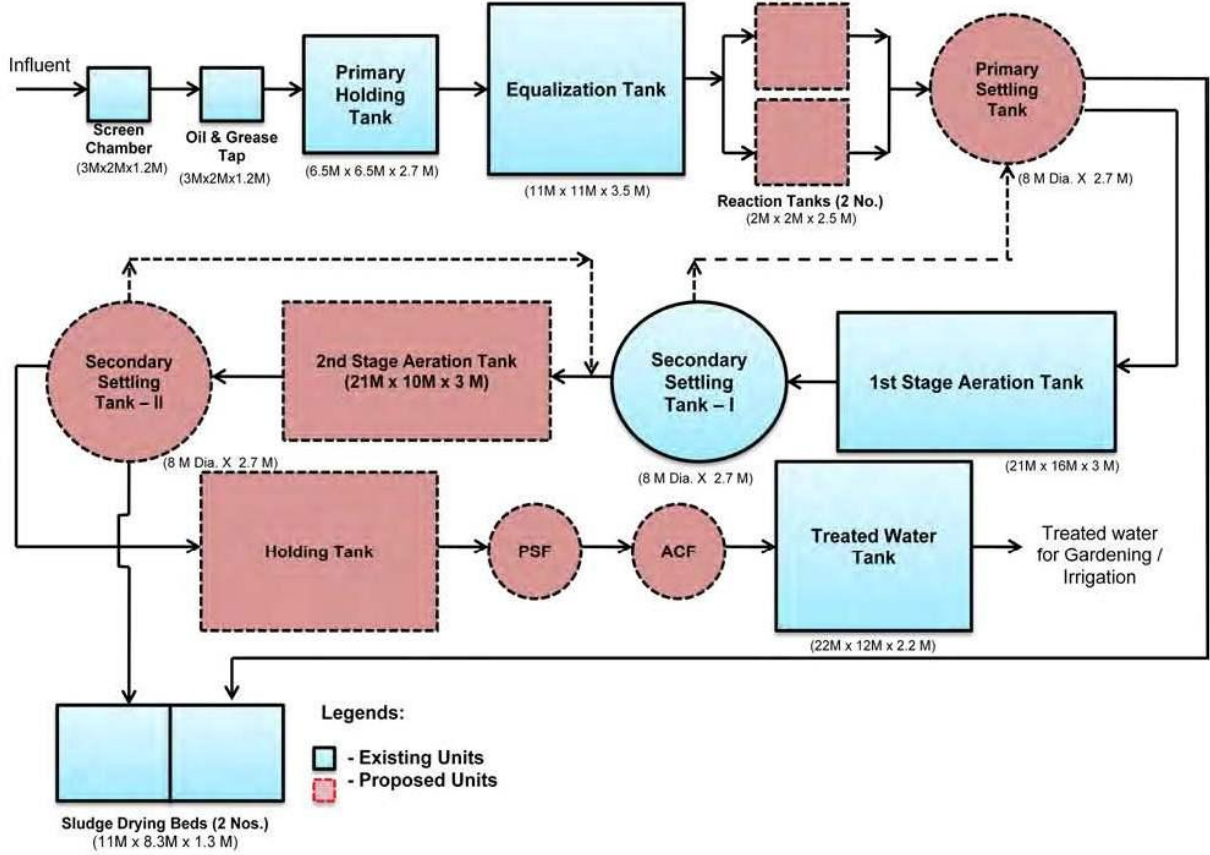 Influent
Screen
Chamber
(3Mx2Mx1.2M)
Oil & Grease
Tap
(3Mx2Mx1.2M)
Primary
Holding
Tank
(6.5M x 6.5M x 2.7 M)
Equalization Tank
(11M x 11M x 3.5 M)
Reaction Tanks (2 No.)
(2M x 2M x 2.5 M)
Primary
Settling
Tank
(8 M Dia. X 2.7 M)
Secondary
Settling
Tank – II
(8 M Dia. X 2.7 M)
2nd Stage Aeration Tank
(21M x 10M x 3 M)
Secondary
Settling
Tank – I
(8 M Dia. X 2.7 M)
1st Stage Aeration Tank
(21M x 16M x 3 M)
Holding Tank
PSF
ACF
Treated Water
Tank
(22M x 12M x 2.2 M)
Treated water
for Gardening /
Irrigation
Legends:
- Existing Units
- Proposed Units
Sludge Drying Beds (2 Nos.)
(11M x 8.3M x 1.3 M)